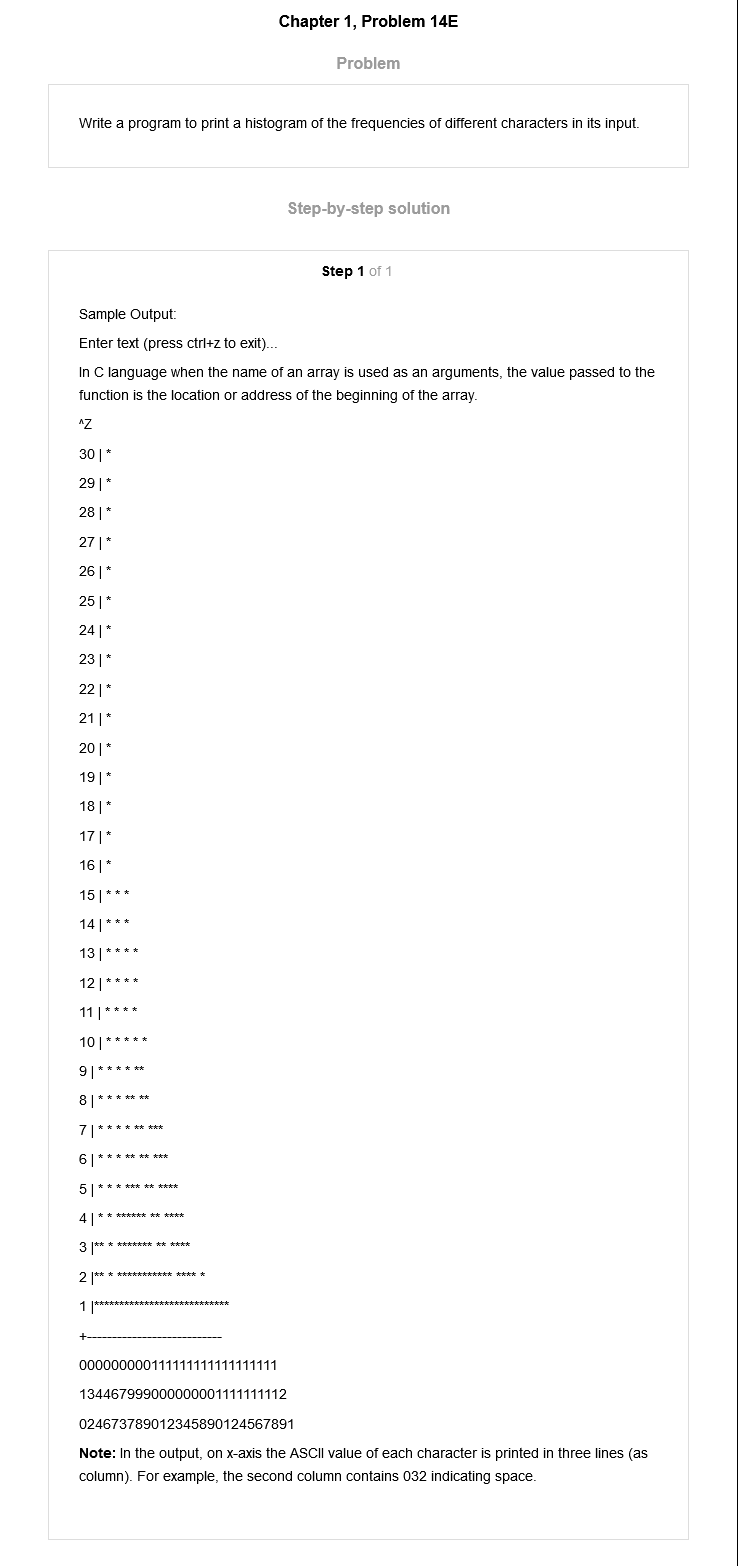 Chapter 1, Problem 14E
Problem
Write a program to print a histogram of the frequencies of different characters in its input.
Step-by-step solution
Step 1 of 1
Sample Output:
Enter text (press ctrl+z to exit)...
In C language when the name of an array is used as an arguments, the value passed to the
function is the location or address of the beginning of the array.
^Z
30 | *
29 | *
28 | *
27 | *
26 | *
25 | *
24 | *
23 | *
22 | *
21 | *
20 | *
19 | *
18 | *
17 | *
16 | *
15 | * * *
14 | * * *
13 | * * * *
12 | * * * *
11 | * * * *
10 | * * * * *
9 | * * * * **
8 | * * * ** **
7 | * * * * ** ***
6 | * * * ** ** ***
5 | * * * *** ** ****
4 | * * ****** ** ****
3 |** * ******* ** ****
2 |** * *********** **** *
1 |***************************
+---------------------------
000000000111111111111111111
134467999000000001111111112
024673789012345890124567891
Note: In the output, on x-axis the ASCII value of each character is printed in three lines (as
column). For example, the second column contains 032 indicating space.